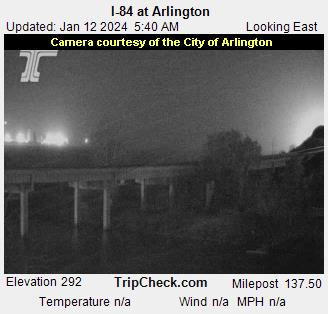 I-84 at Arlington
Updated: Jan 12 2024 5:40 AM Looking East
Camera courtesy of the City of Arlington
Elevation 292 TripCheck.com Milepost 137.50
Temperature n/a Wind n/a MPH n/a